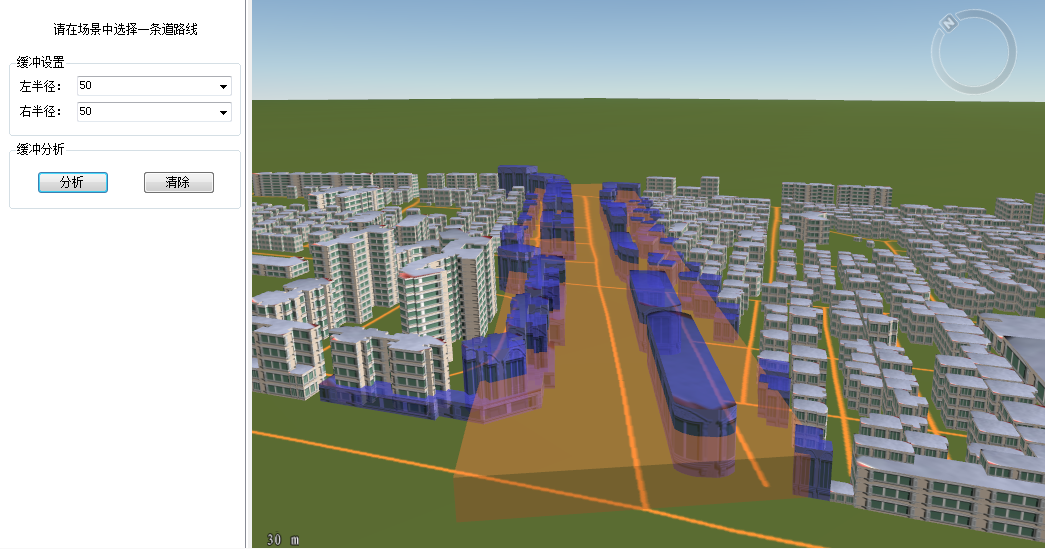 请在场景中选择一条道路线
缓冲设置
左半径： 50
右半径： 50
缓冲分析
分析 清除
N
30 m